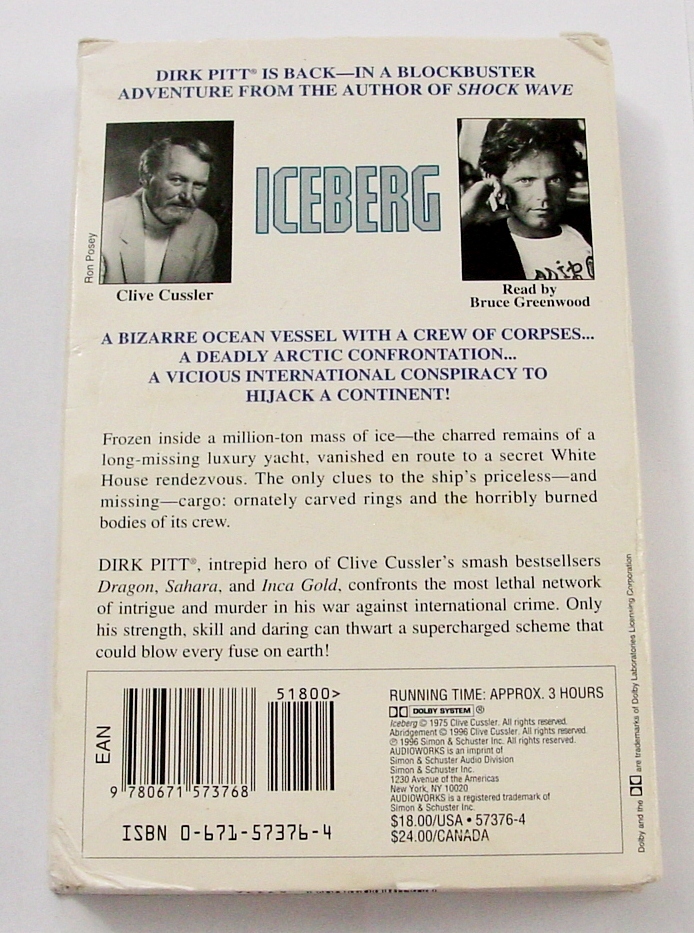 DIRK PITT® IS BACK—IN A BLOCKBUSTER
ADVENTURE FROM THE AUTHOR OF SHOCK WAVE
Ron Posey
ICEBERG
Clive Cussler
Read by
Bruce Greenwood
A BIZARRE OCEAN VESSEL WITH A CREW OF CORPSES...
A DEADLY ARCTIC CONFRONTATION...
A VICIOUS INTERNATIONAL CONSPIRACY TO
HIJACK A CONTINENT!
Frozen inside a million-ton mass of ice—the charred remains of a
long-missing luxury yacht, vanished en route to a secret White
House rendezvous. The only clues to the ship's priceless—and
missing—cargo: ornately carved rings and the horribly burned
bodies of its crew.
DIRK PITT®, intrepid hero of Clive Cussler's smash bestsellsers
Dragon, Sahara, and Inca Gold, confronts the most lethal network
of intrigue and murder in his war against international crime. Only
his strength, skill and daring can thwart a supercharged scheme that
could blow every fuse on earth!
EAN
51800>
9 780671 573768
ISBN 0-671-57376-4
RUNNING TIME: APPROX. 3 HOURS
DOLBY SYSTEM ®
Iceberg © 1975 Clive Cussler. All rights reserved.
Abridgement © 1996 Clive Cussler. All rights reserved.
℗ 1996 Simon & Schuster Inc. All rights reserved.
AUDIOWORKS is an imprint of
Simon & Schuster Audio Division
Simon & Schuster Inc.
1230 Avenue of the Americas
New York, NY 10020
AUDIOWORKS is a registered trademark of
Simon & Schuster Inc.
$18.00/USA • 57376-4
$24.00/CANADA
Dolby and the are trademarks of Dolby Laboratories Licensing Corporation